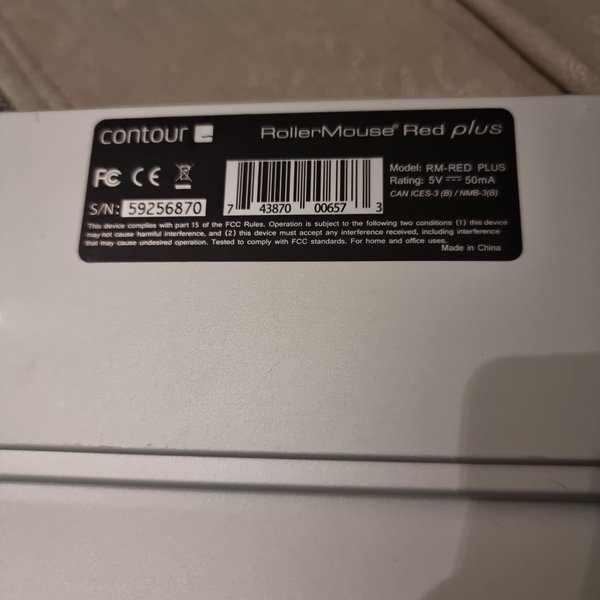 contour RollerMouse® Red plus
FC CE
Model: RM-RED PLUS
Rating: 5V 50mA
CAN ICES-3 (B) / NMB-3(B)
S/N: 59256870
7 43870 00657 3
This device complies with part 15 of the FCC Rules. Operation is subject to the following two conditions (1) this device
may not cause harmful interference, and (2) this device must accept any interference received, including interference
that may cause undesired operation. Tested to comply with FCC standards. For home and office uses.
Made in China